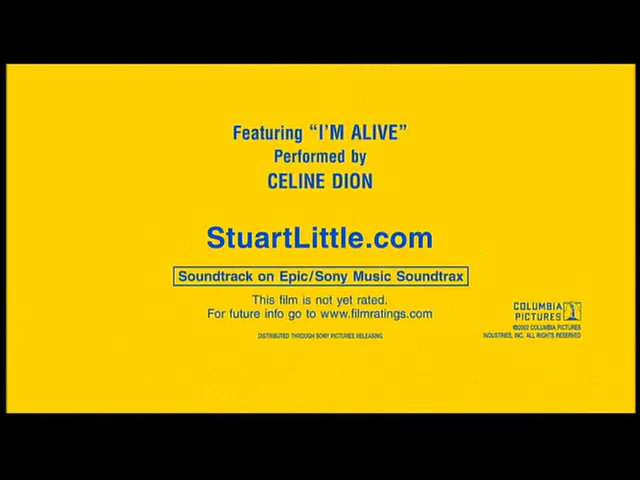 Featuring “I’M ALIVE”
Performed by
CELINE DION
StuartLittle.com
Soundtrack on Epic/Sony Music Soundtrax
This film is not yet rated.
For future info go to www.filmratings.com
DISTRIBUTED THROUGH SONY PICTURES RELEASING
COLUMBIA
PICTURES
©2002 COLUMBIA PICTURES
INDUSTRIES, INC. ALL RIGHTS RESERVED